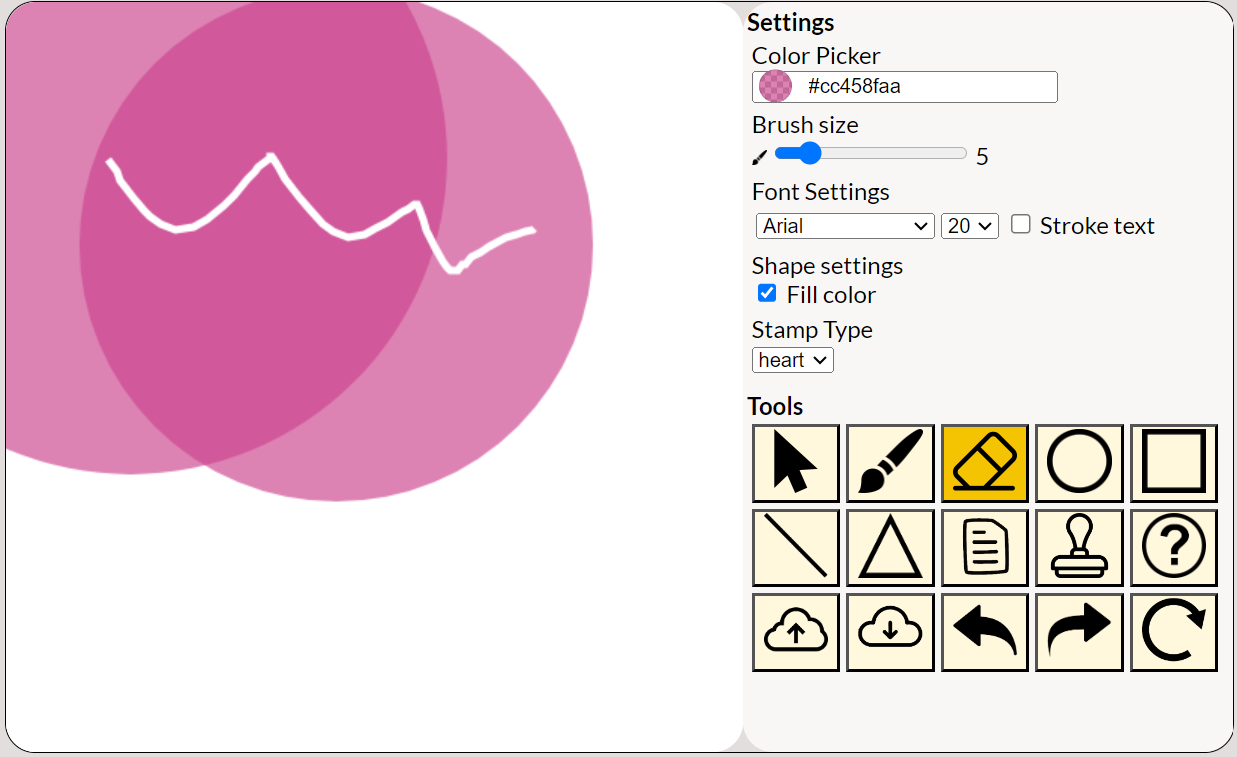 Settings
Color Picker
#cc458faa
Brush size
5
Font Settings
Arial 20 Stroke text
Shape settings
Fill color
Stamp Type
heart
Tools
?